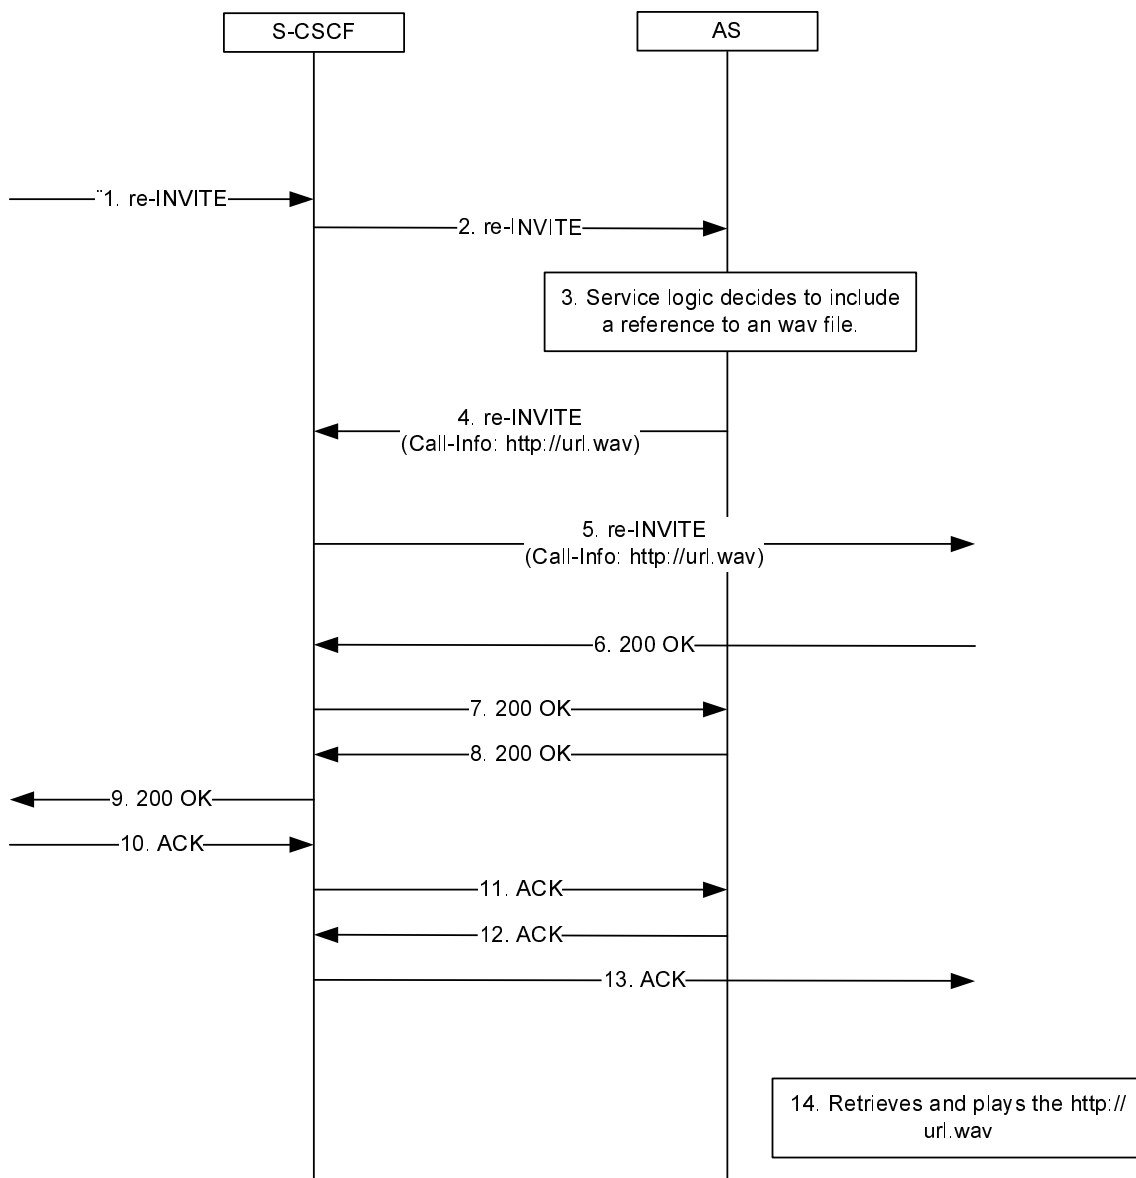 S-CSCF
AS
¨1. re-INVITE
2. re-INVITE
3. Service logic decides to include
a reference to an wav file.
4. re-INVITE
(Call-Info: http://url.wav)
5. re-INVITE
(Call-Info: http://url.wav)
6. 200 OK
7. 200 OK
8. 200 OK
9. 200 OK
10. ACK
11. ACK
12. ACK
13. ACK
14. Retrieves and plays the http://
url.wav